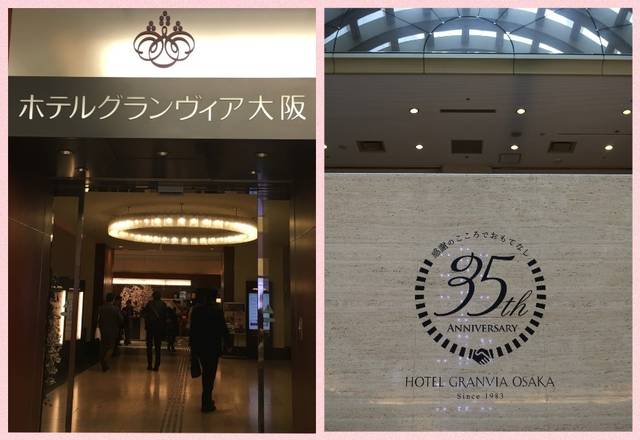 ホテルグランヴィア大阪
感謝のこころでおもてなし
35th
ANNIVERSARY
HOTEL GRANVIA OSAKA
Since 1983